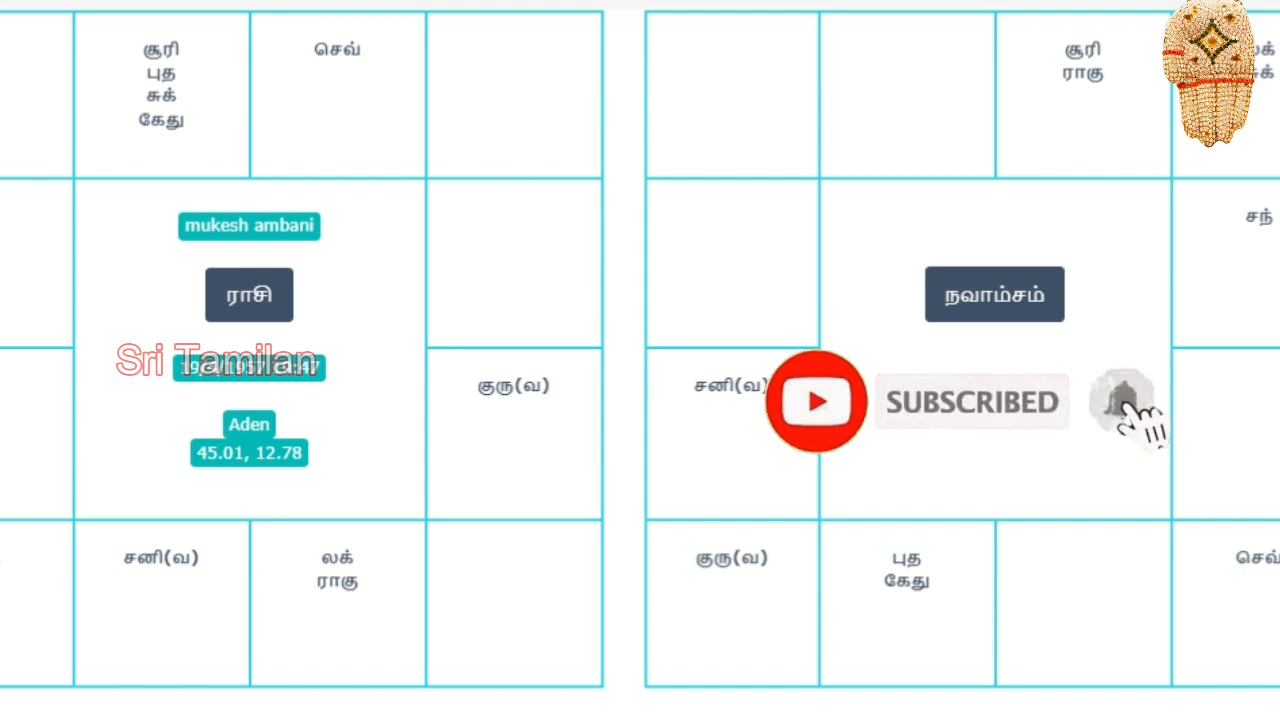 சூரி
புத
சுக்
கேது
செவ்
mukesh ambani
ராசி
Sri Tamilan
Aden
45.01, 12.78
குரு(வ)
சனி(வ)
லக்
ராகு
சூரி
ராகு
சந்
நவாம்சம்
சனி(வ)
SUBSCRIBED
குரு(வ)
புத
கேது
செவ்